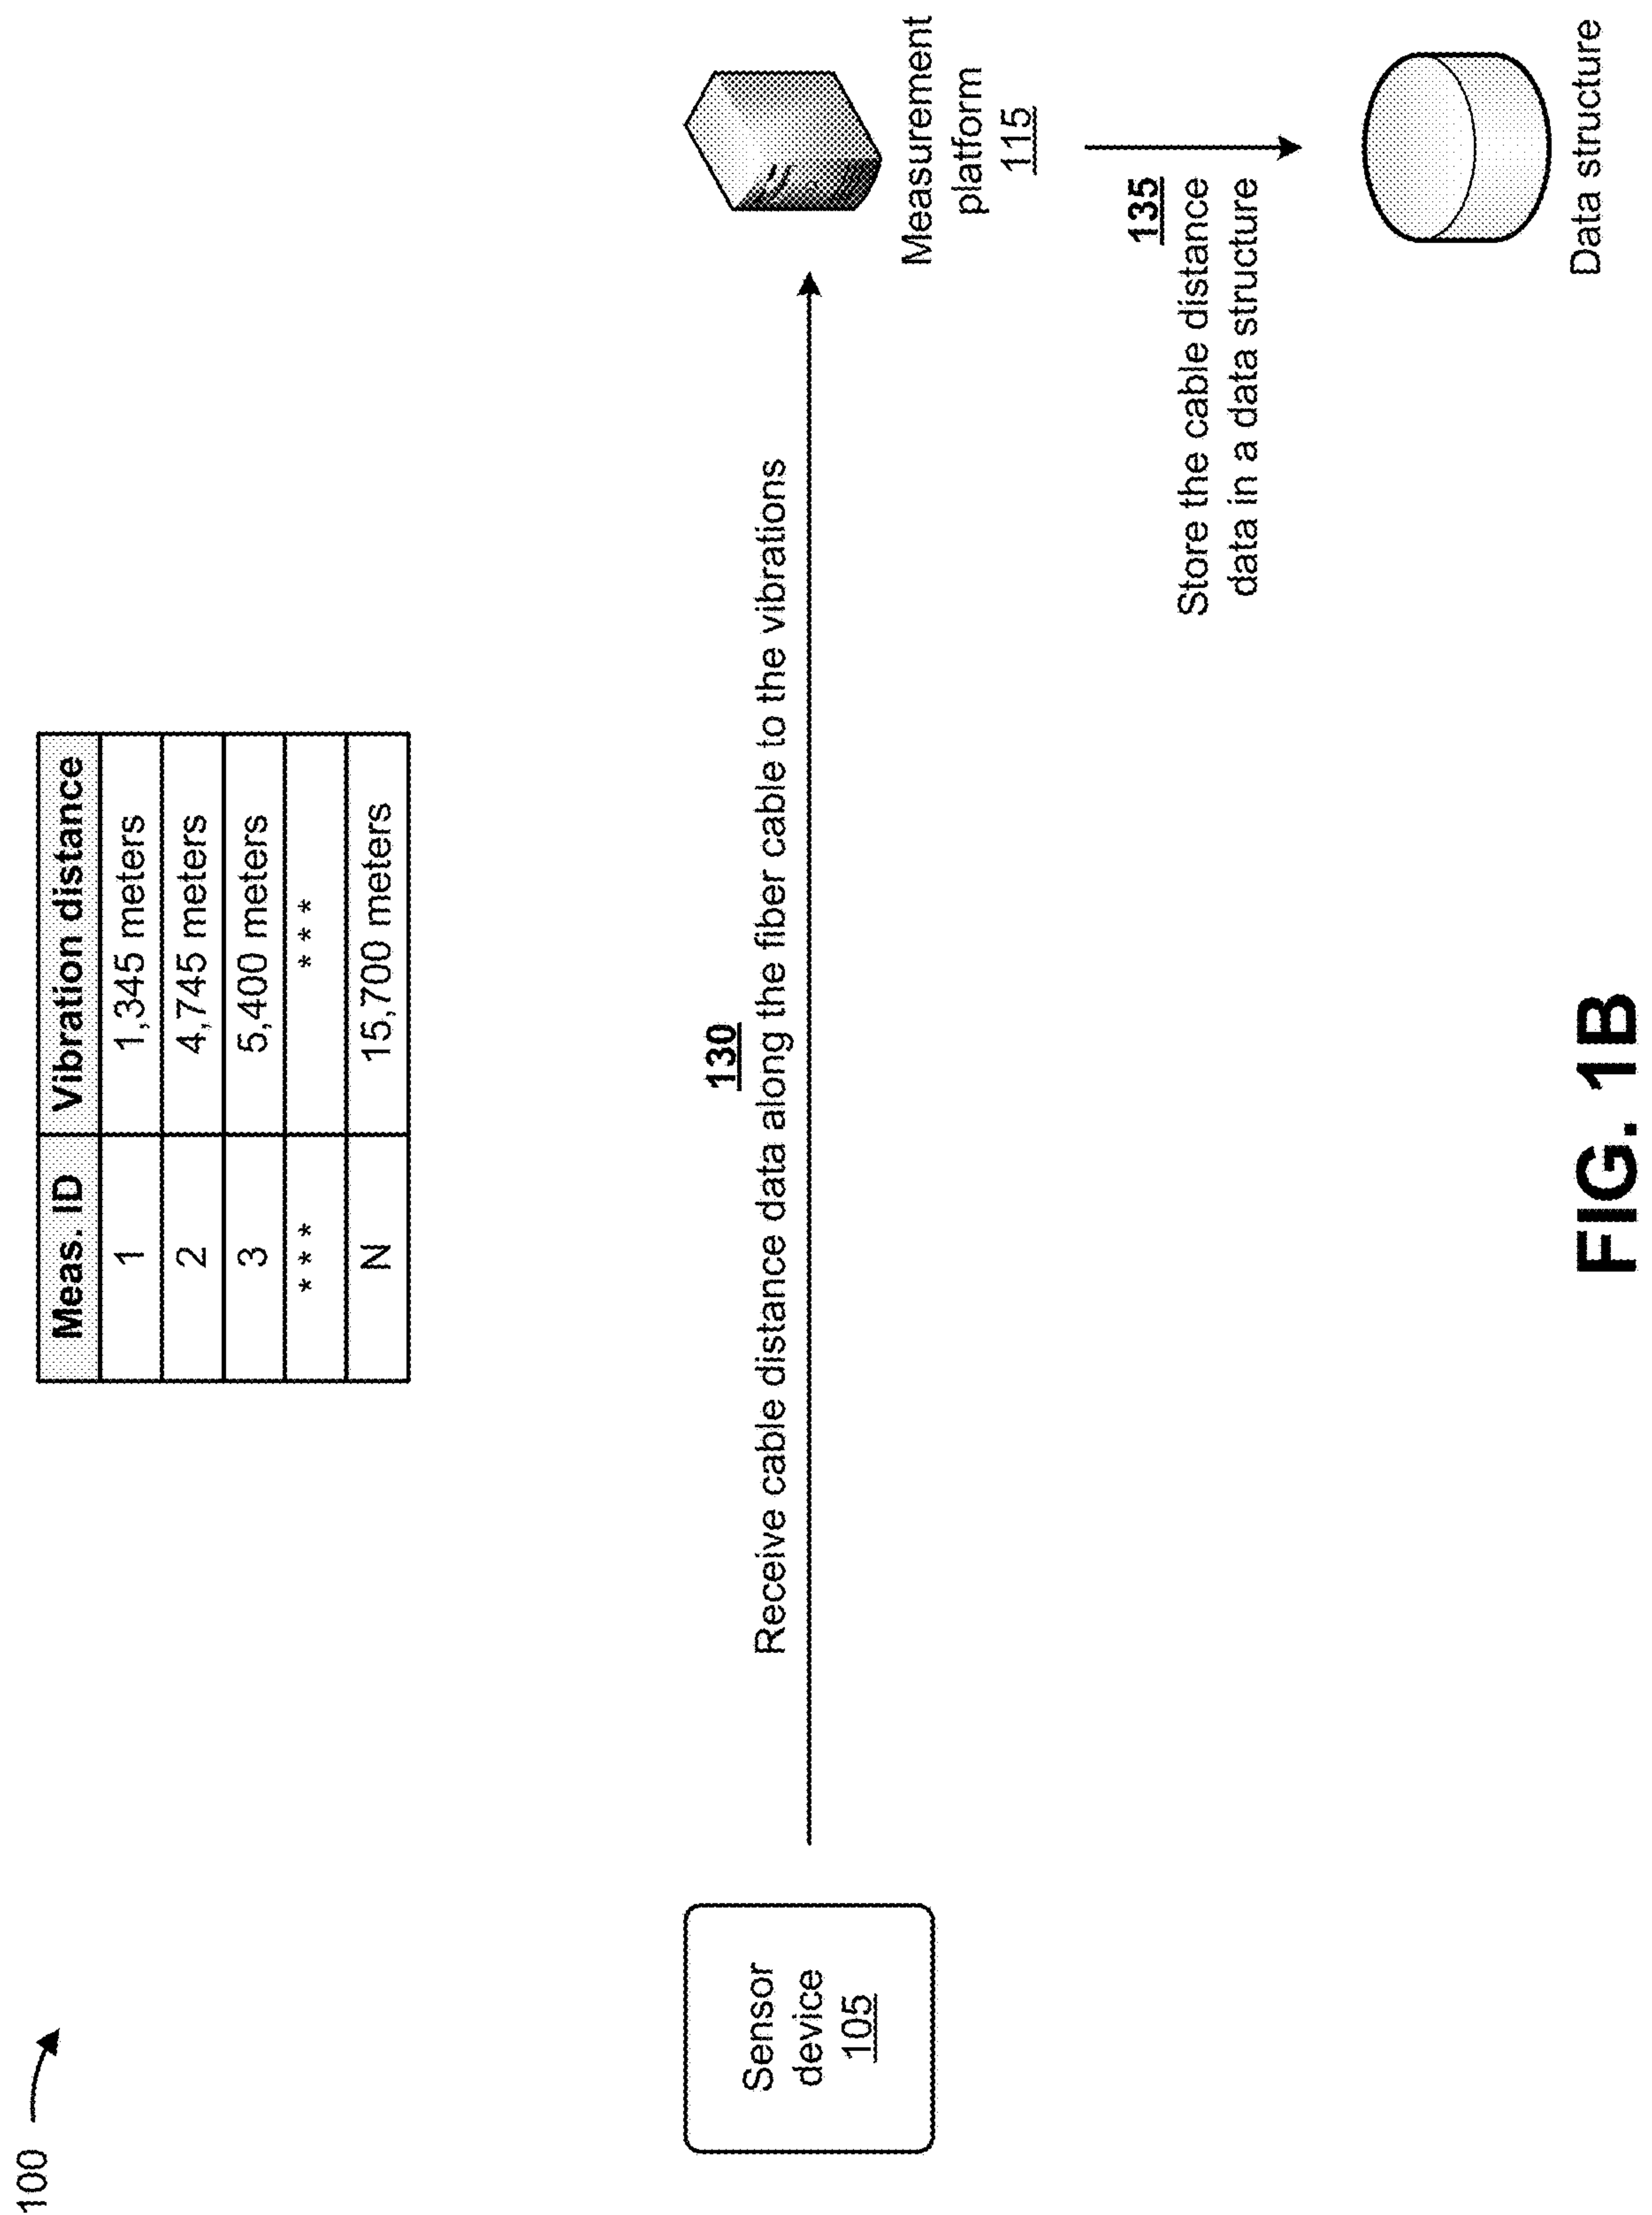 100
Meas. ID Vibration distance
1 1,345 meters
2 4,745 meters
3 5,400 meters
*** ***
N 15,700 meters
130
Receive cable distance data along the fiber cable to the vibrations
Sensor
device
105
Measurement
platform
115
135
Store the cable distance
data in a data structure
Data structure
FIG. 1B